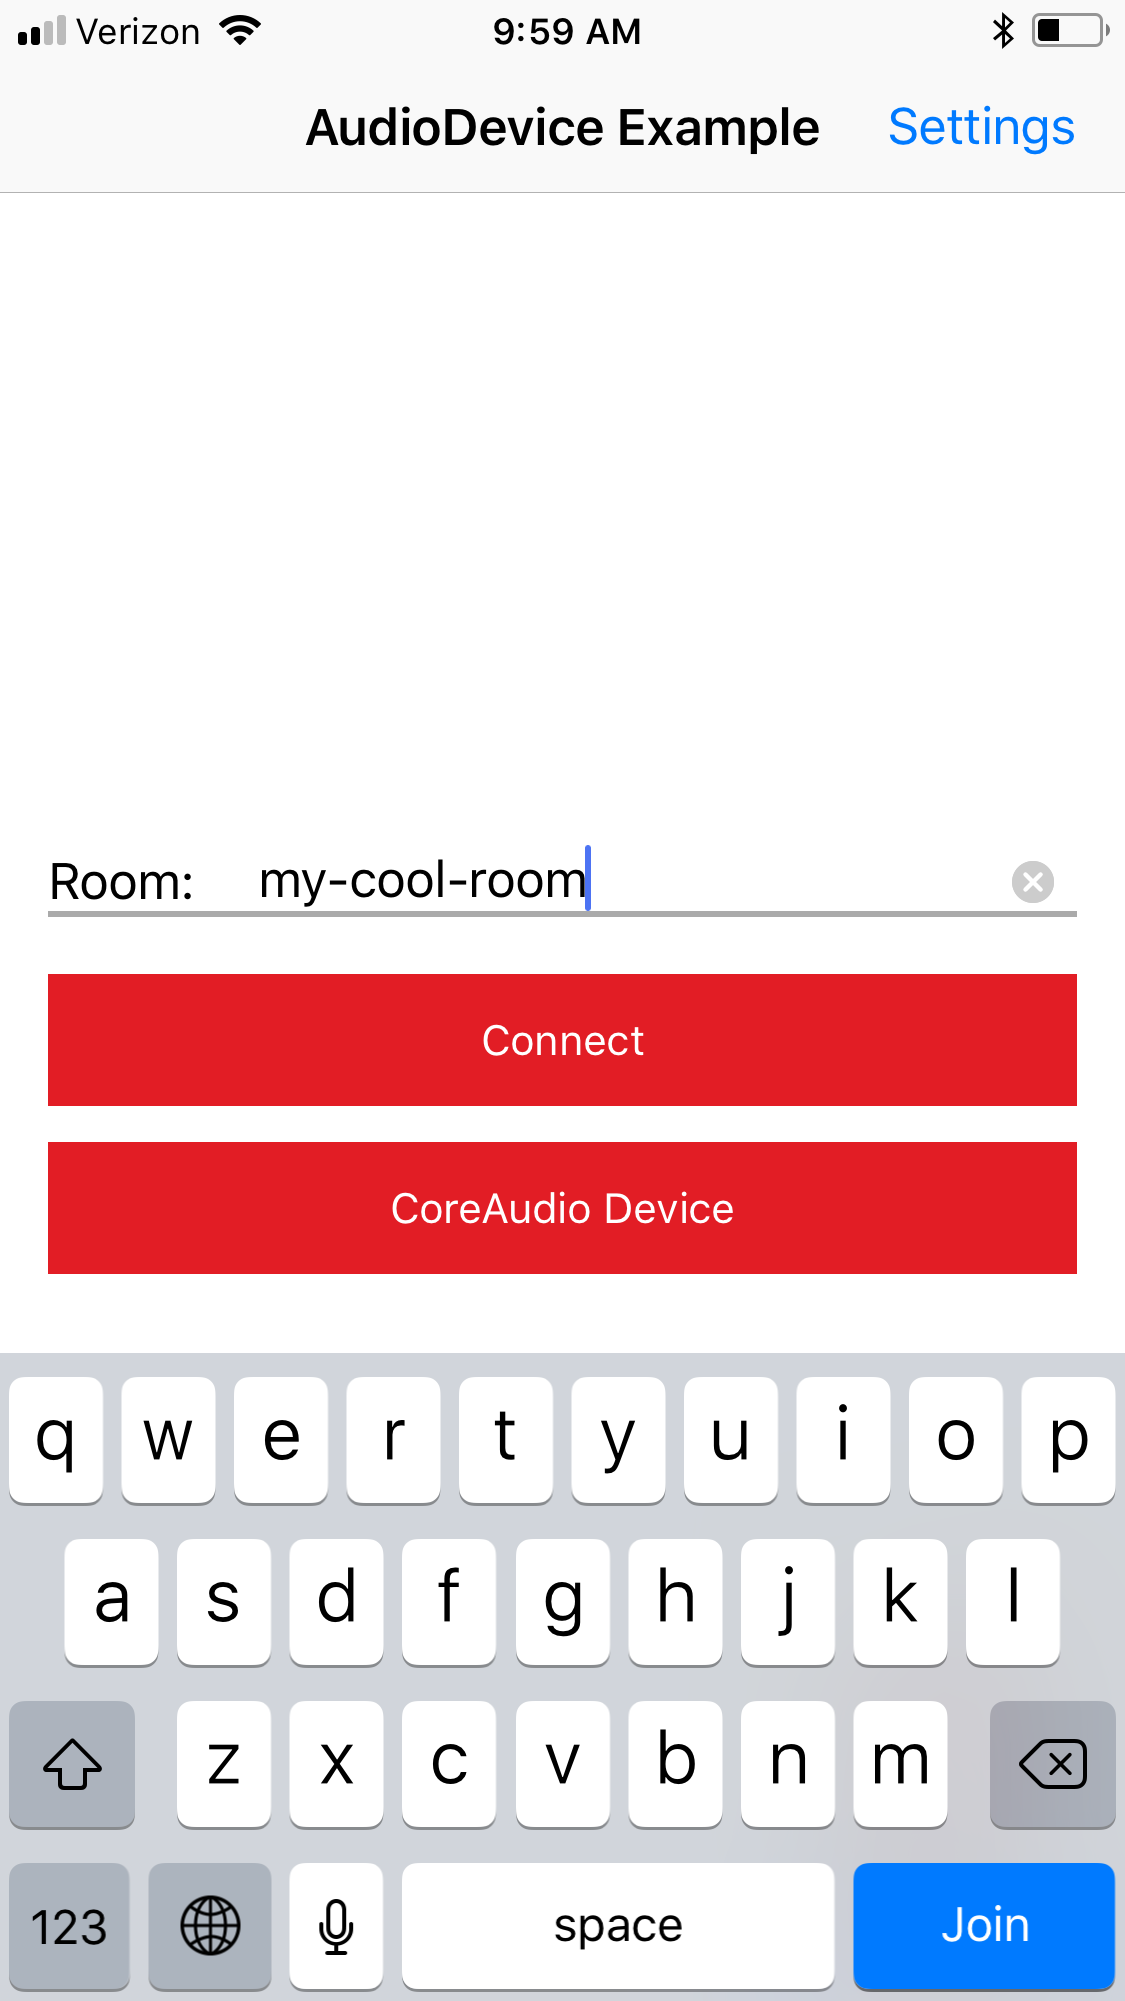 Verizon 9:59 AM
AudioDevice Example Settings
Room: my-cool-room
Connect
CoreAudio Device
q w e r t y u i o p
a s d f g h j k l
z x c v b n m
123 space Join